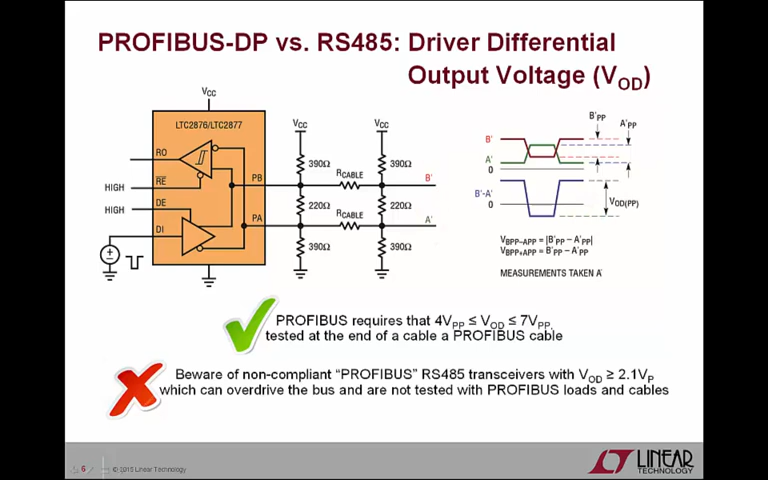 PROFIBUS-DP vs. RS485: Driver Differential
Output Voltage (VOD)
VCC
LTC2876/LTC2877
RO
RE
HIGH
DE
HIGH
DI
PB
PA
VCC
VCC
390Ω
390Ω
RCABLE
B'
220Ω
220Ω
RCABLE
A'
390Ω
390Ω
B'PP
A'PP
B'
A'
0
B'-A'
0
VOD(PP)
VBPP–APP = |B'PP – A'PP|
VBPP+APP = B'PP – A'PP
MEASUREMENTS TAKEN A'
PROFIBUS requires that 4VPP ≤ VOD ≤ 7VPP,
tested at the end of a cable a PROFIBUS cable
Beware of non-compliant “PROFIBUS” RS485 transceivers with VOD ≥ 2.1VP
which can overdrive the bus and are not tested with PROFIBUS loads and cables
6
© 2015 Linear Technology
LINEAR
TECHNOLOGY